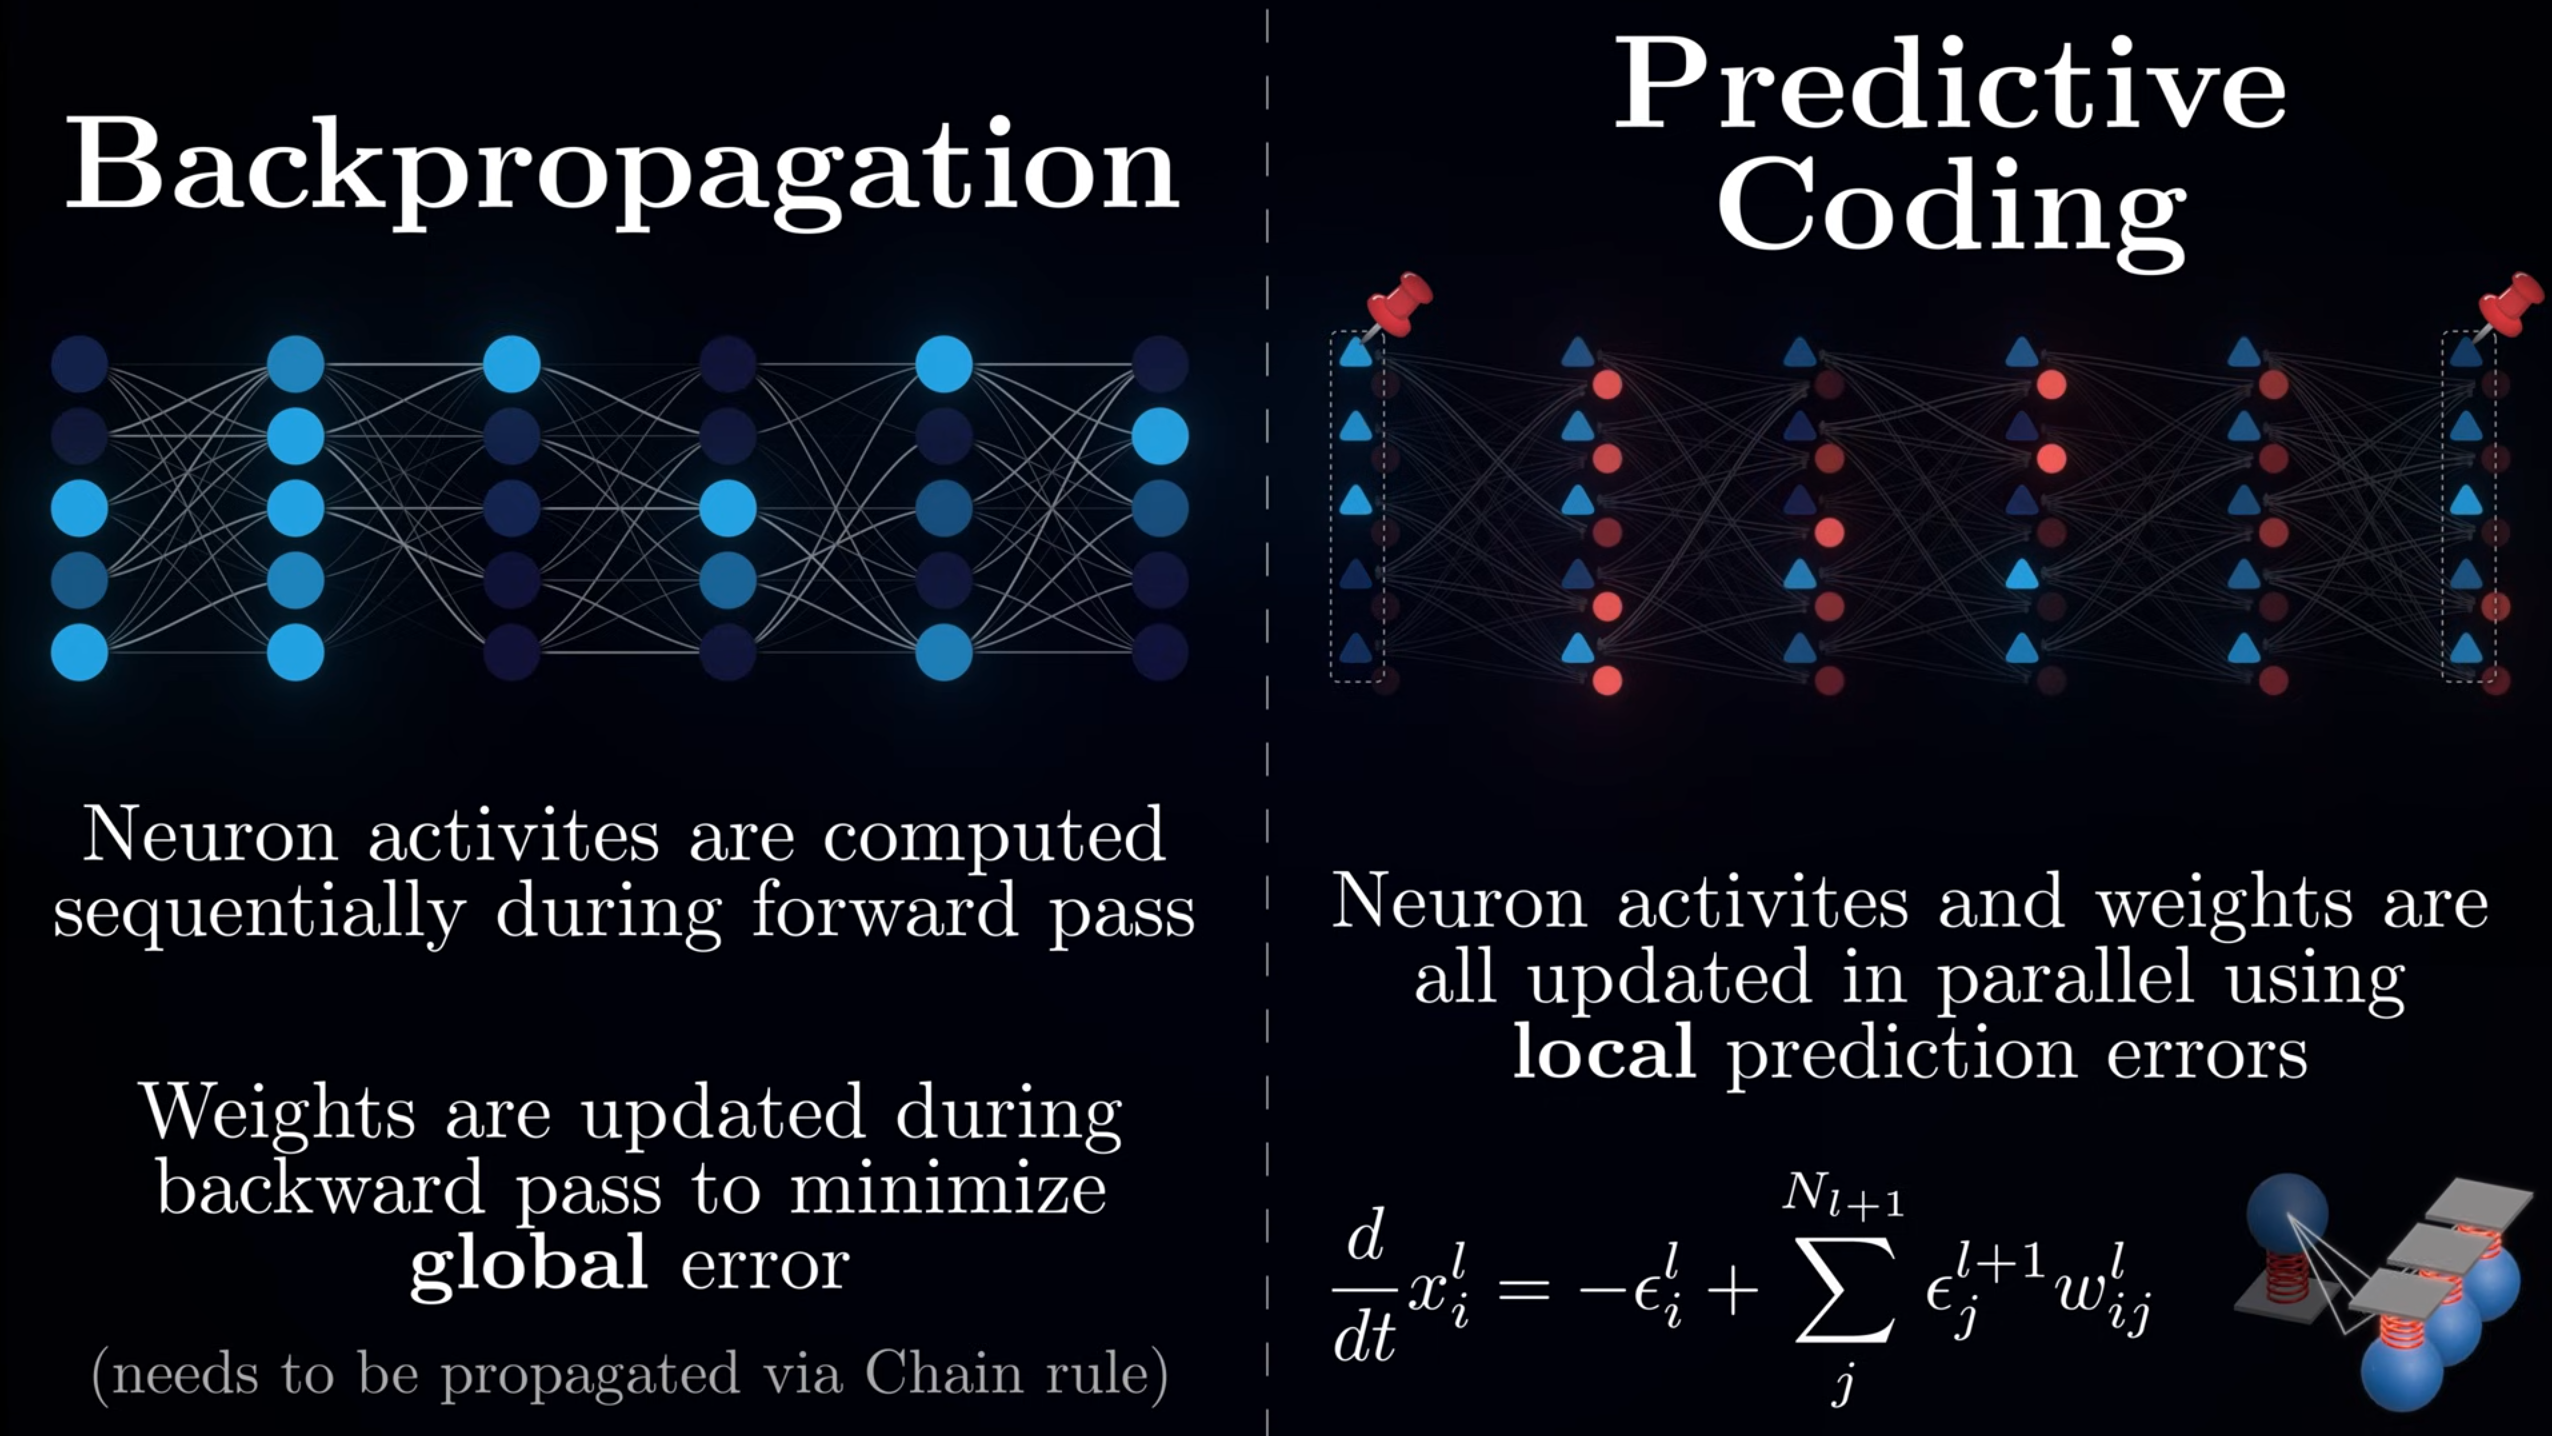 Backpropagation
Neuron activites are computed
sequentially during forward pass
Weights are updated during
backward pass to minimize
global error
(needs to be propagated via Chain rule)
Predictive
Coding
Neuron activites and weights are
all updated in parallel using
local prediction errors
$\frac{d}{dt}x_i^l = -\epsilon_i^l + \sum_j^{N_{l+1}} \epsilon_j^{l+1} w_{ij}^l$